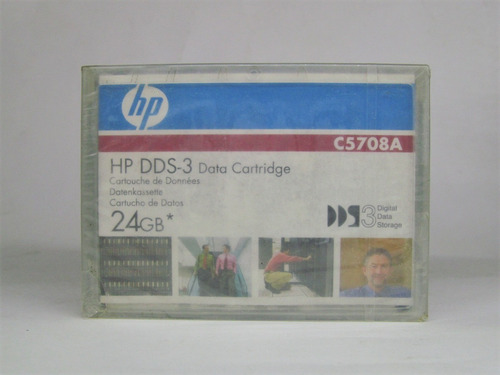 hp
C5708A
HP DDS-3 Data Cartridge
Cartouche de Données
Datenkassette
Cartucho de Datos
24GB*
DDS3 Digital
Data
Storage